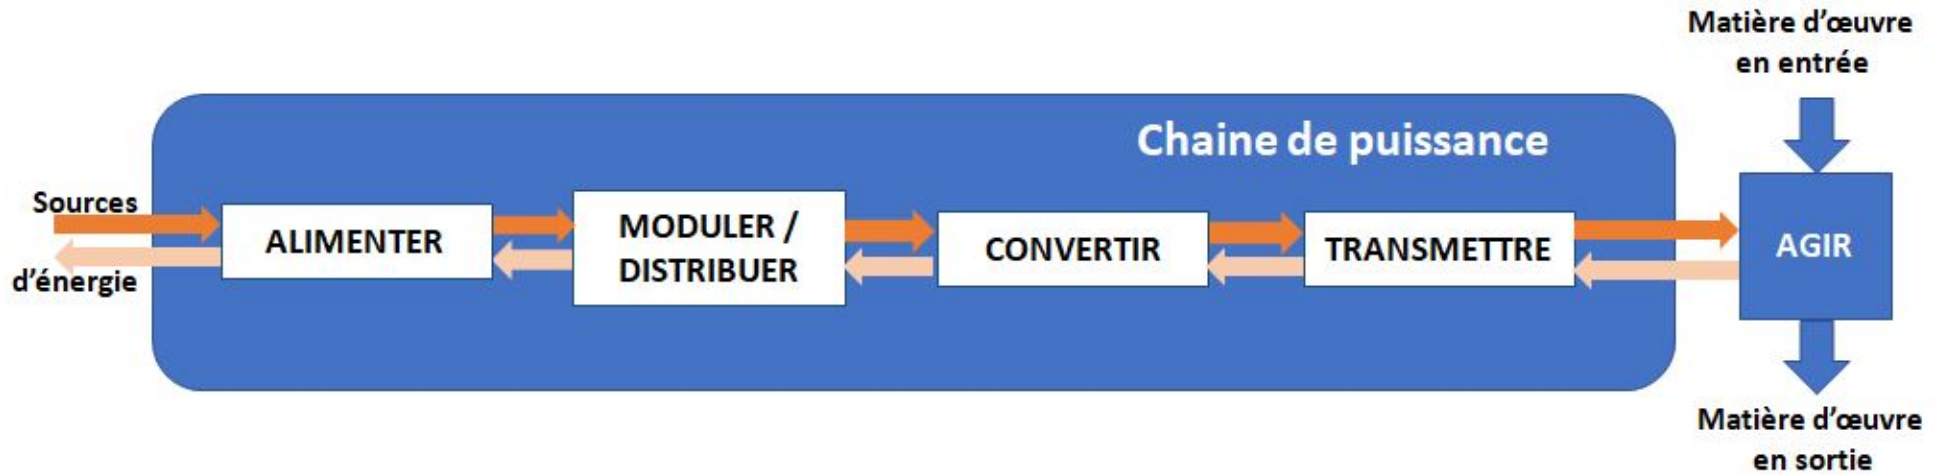 Matière d'œuvre
en entrée
Chaine de puissance
Sources
d'énergie
ALIMENTER
MODULER /
DISTRIBUER
CONVERTIR
TRANSMETTRE
AGIR
Matière d'œuvre
en sortie